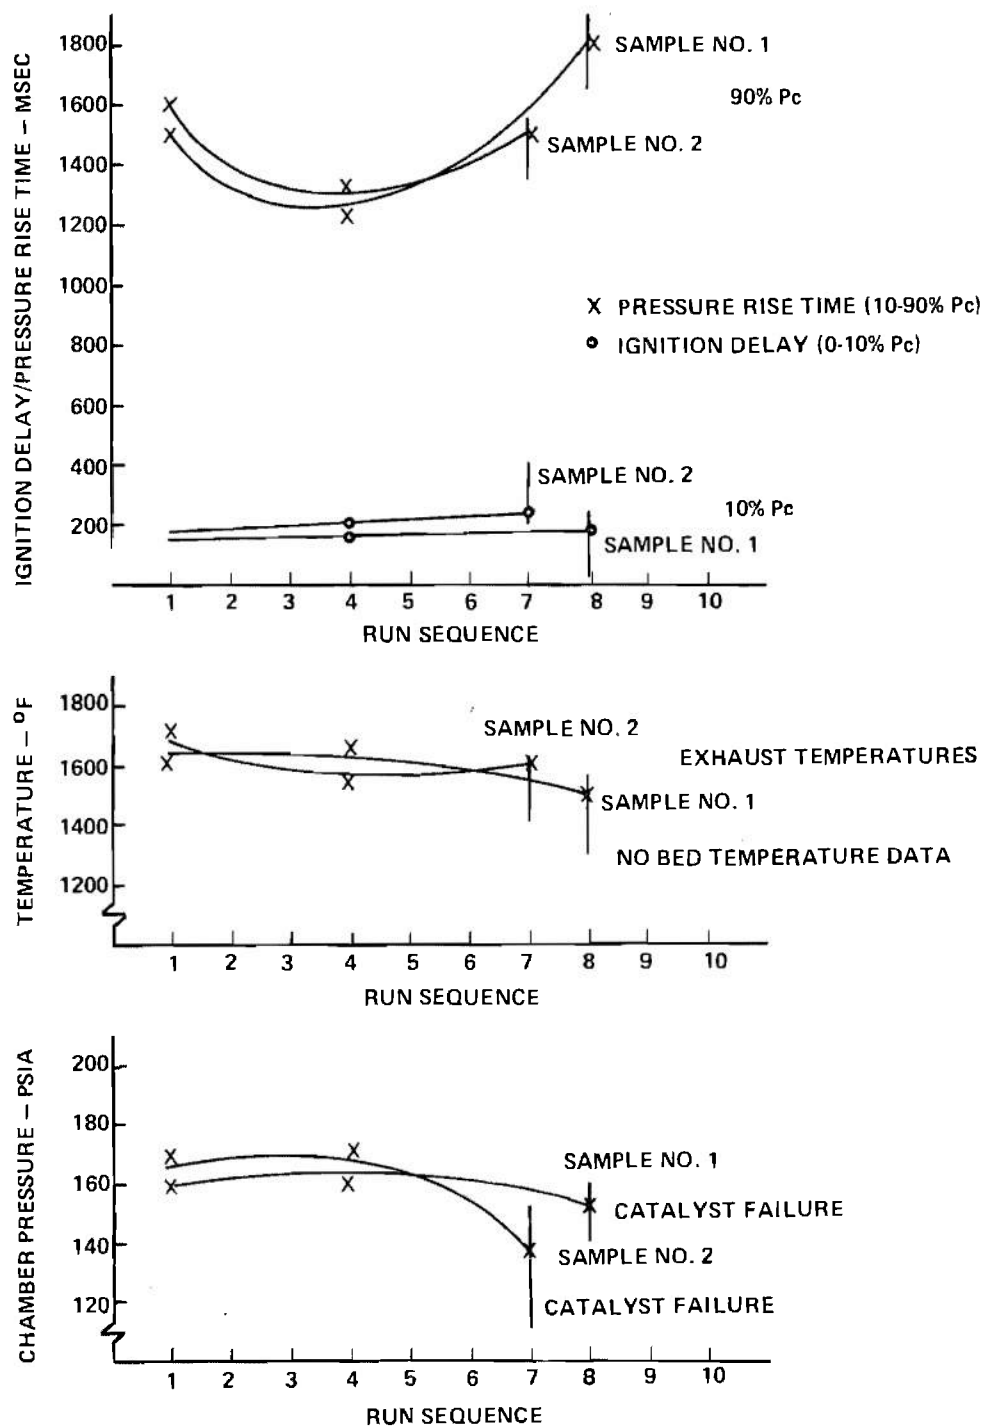 IGNITION DELAY/PRESSURE RISE TIME – MSEC
1800
1600
1400
1200
1000
800
600
400
200
SAMPLE NO. 1
90% Pc
SAMPLE NO. 2
X PRESSURE RISE TIME (10-90% Pc)
IGNITION DELAY (0-10% Pc)
SAMPLE NO. 2
10% Pc
SAMPLE NO. 1
1 2 3 4 5 6 7 8 9 10
RUN SEQUENCE
TEMPERATURE – ºF
1800
1600
1400
1200
SAMPLE NO. 2
EXHAUST TEMPERATURES
SAMPLE NO. 1
NO BED TEMPERATURE DATA
1 2 3 4 5 6 7 8 9 10
RUN SEQUENCE
CHAMBER PRESSURE – PSIA
200
180
160
140
120
SAMPLE NO. 1
CATALYST FAILURE
SAMPLE NO. 2
CATALYST FAILURE
1 2 3 4 5 6 7 8 9 10
RUN SEQUENCE